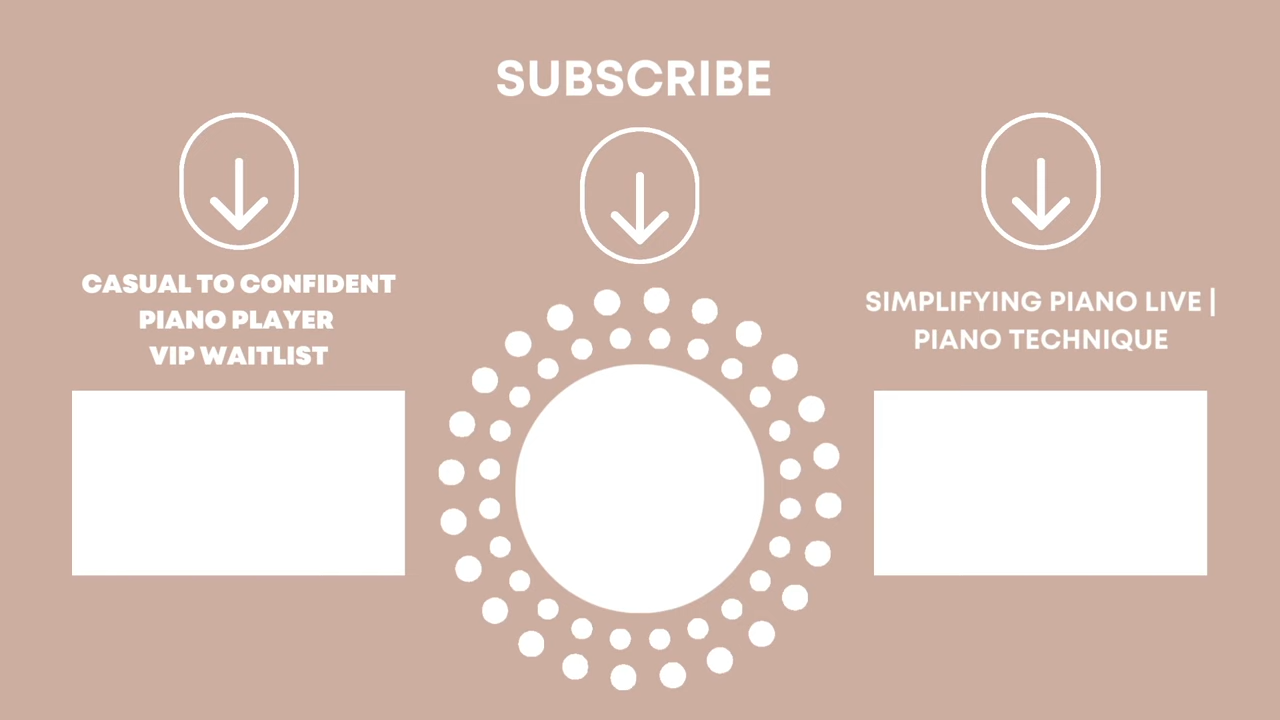 SUBSCRIBE
CASUAL TO CONFIDENT
PIANO PLAYER
VIP WAITLIST
SIMPLIFYING PIANO LIVE |
PIANO TECHNIQUE